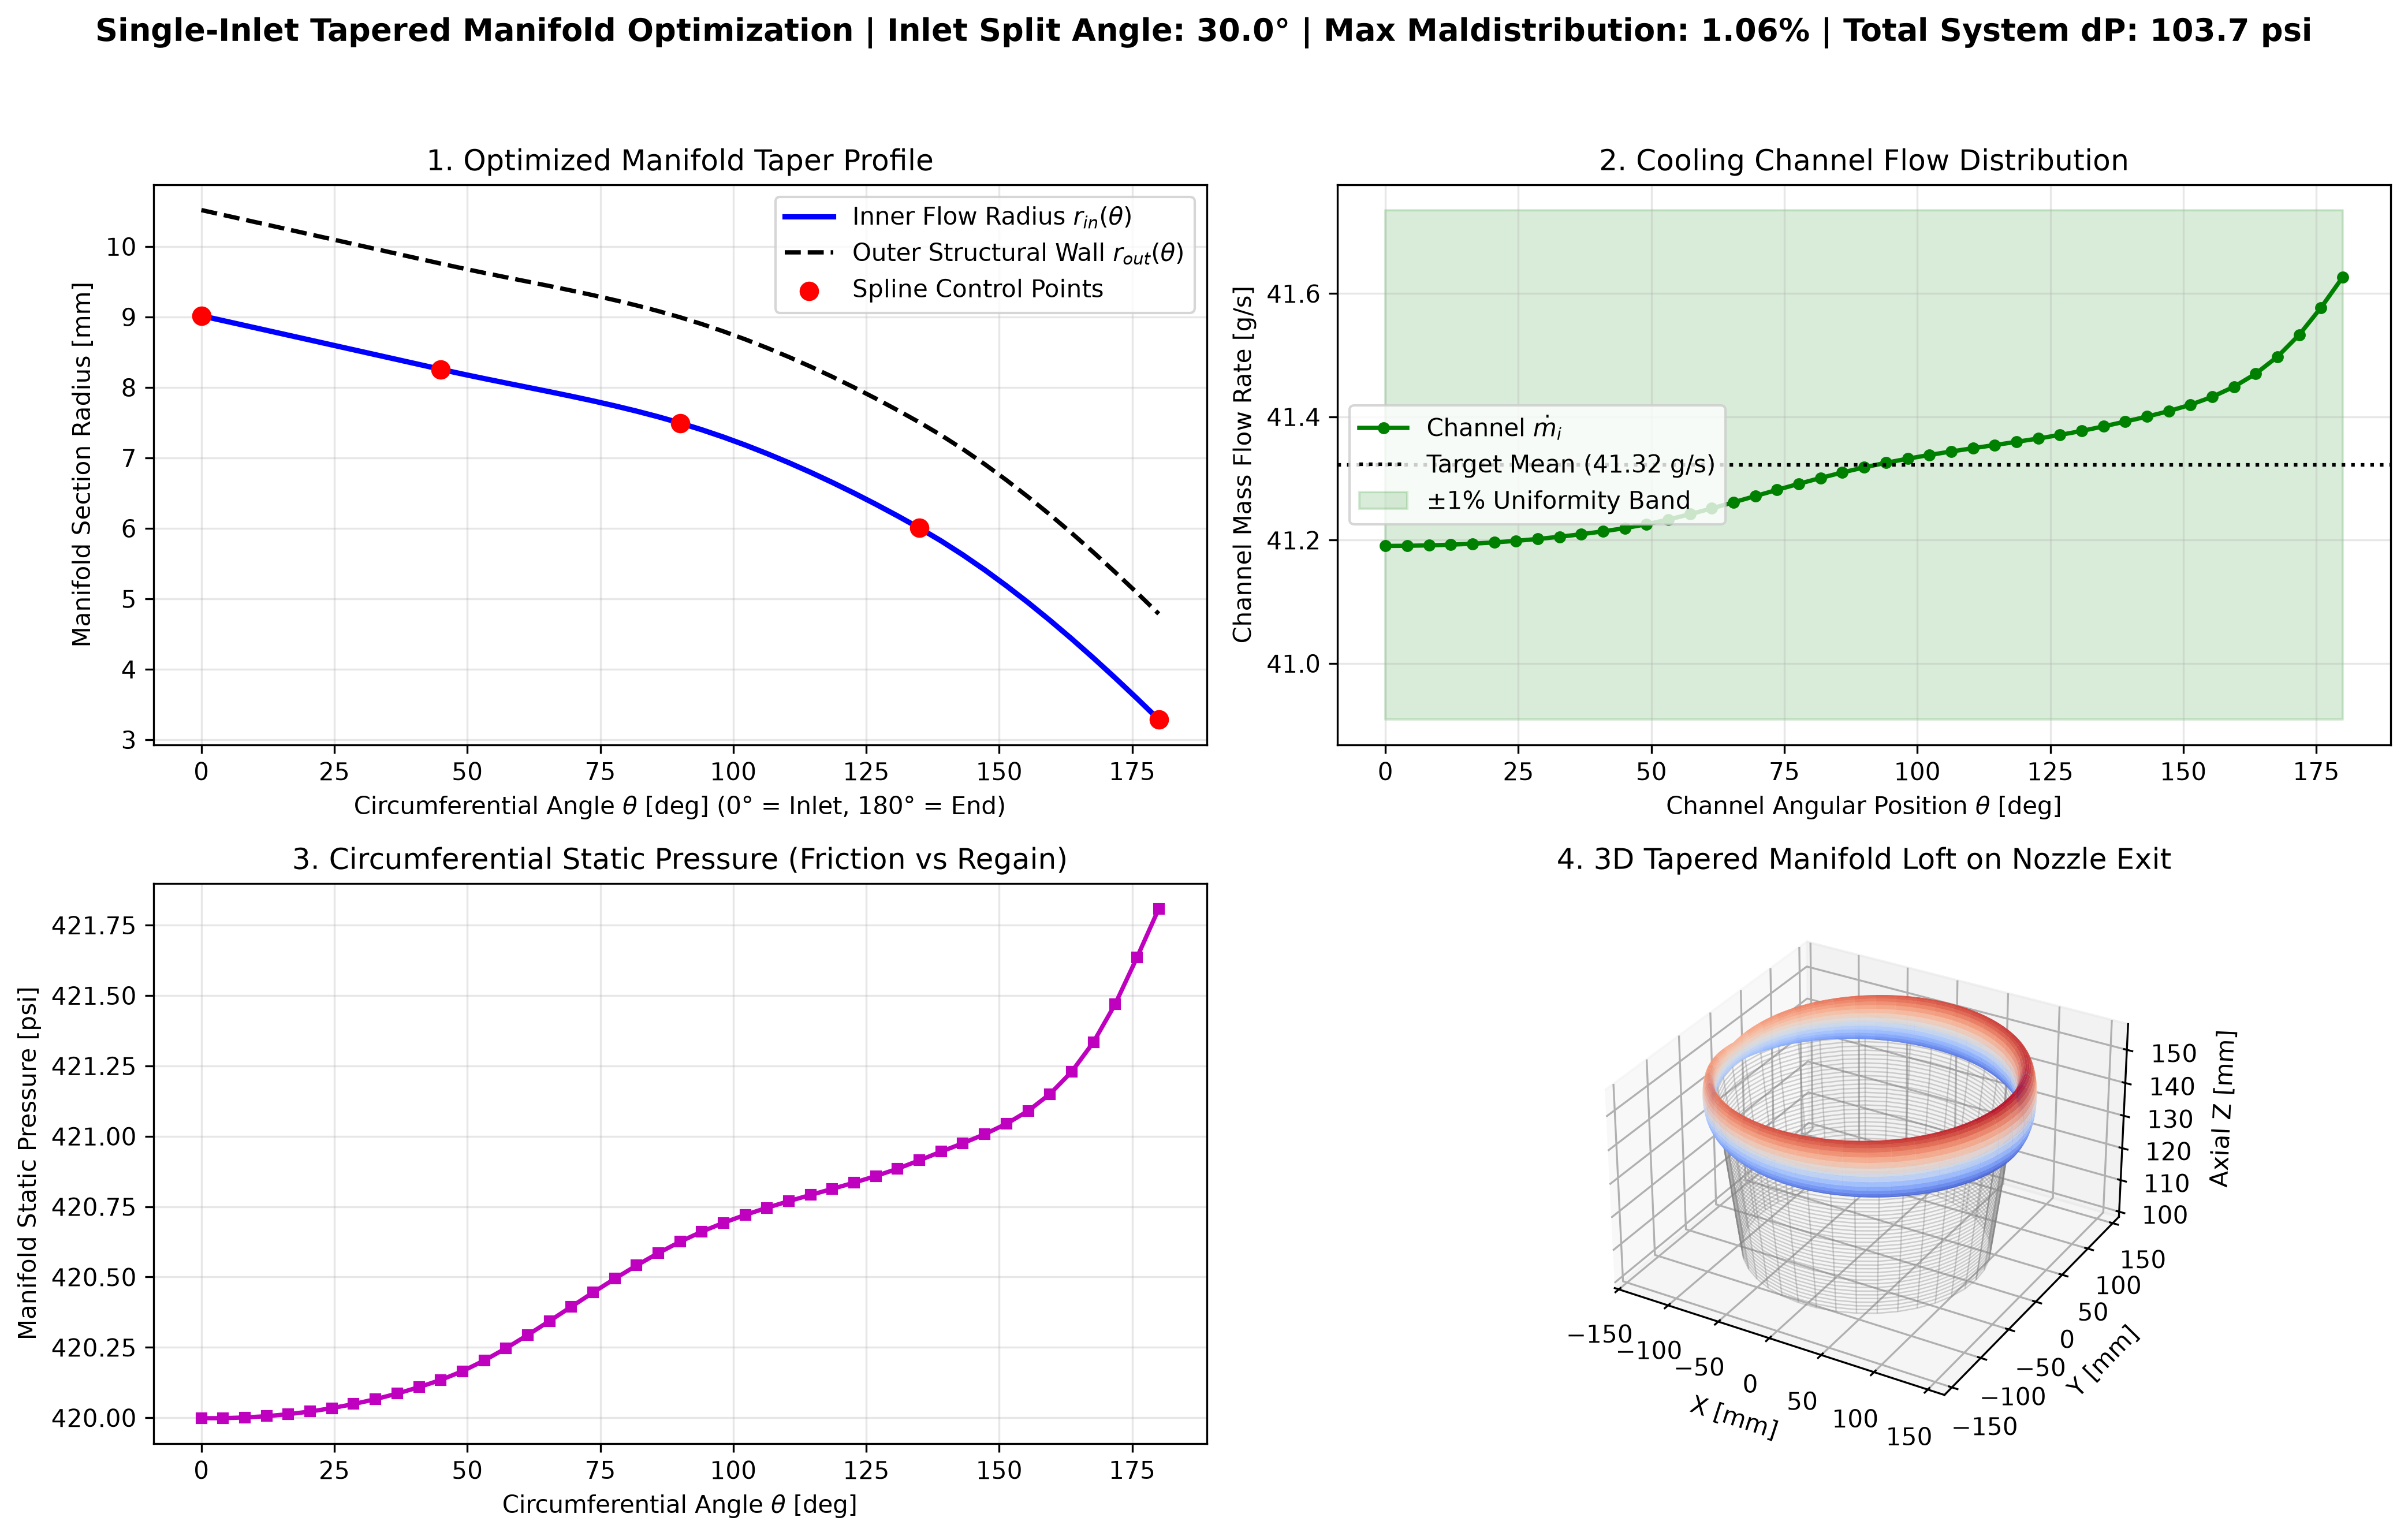 Single-Inlet Tapered Manifold Optimization | Inlet Split Angle: 30.0° | Max Maldistribution: 1.06% | Total System dP: 103.7 psi
1. Optimized Manifold Taper Profile
Manifold Section Radius [mm]
10
9
8
7
6
5
4
3
Inner Flow Radius r_in(θ)
Outer Structural Wall r_out(θ)
Spline Control Points
0 25 50 75 100 125 150 175
Circumferential Angle θ [deg] (0° = Inlet, 180° = End)
2. Cooling Channel Flow Distribution
Channel Mass Flow Rate [g/s]
41.6
41.4
41.2
41.0
Channel ṁ_i
Target Mean (41.32 g/s)
±1% Uniformity Band
0 25 50 75 100 125 150 175
Channel Angular Position θ [deg]
3. Circumferential Static Pressure (Friction vs Regain)
Manifold Static Pressure [psi]
421.75
421.50
421.25
421.00
420.75
420.50
420.25
420.00
0 25 50 75 100 125 150 175
Circumferential Angle θ [deg]
4. 3D Tapered Manifold Loft on Nozzle Exit
150
140
130
120
110
100
Axial Z [mm]
150
100
50
0
−50
−100
−150
Y [mm]
−150
−100
−50
0
50
100
150
X [mm]